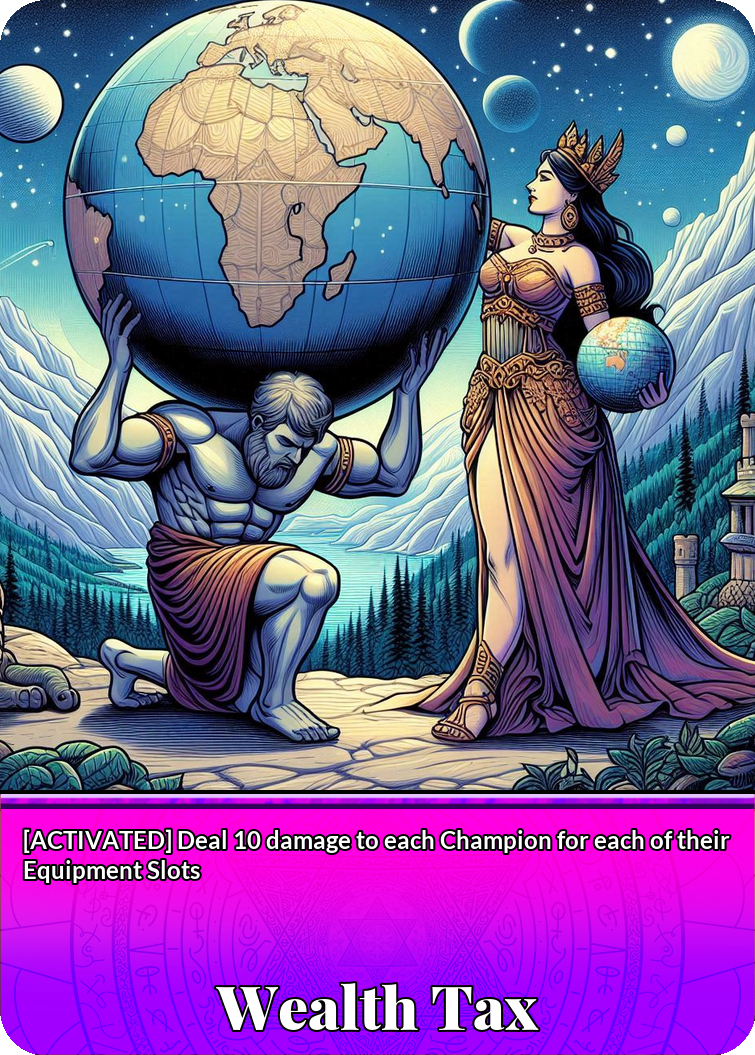 [ACTIVATED] Deal 10 damage to each Champion for each of their
Equipment Slots
Wealth Tax